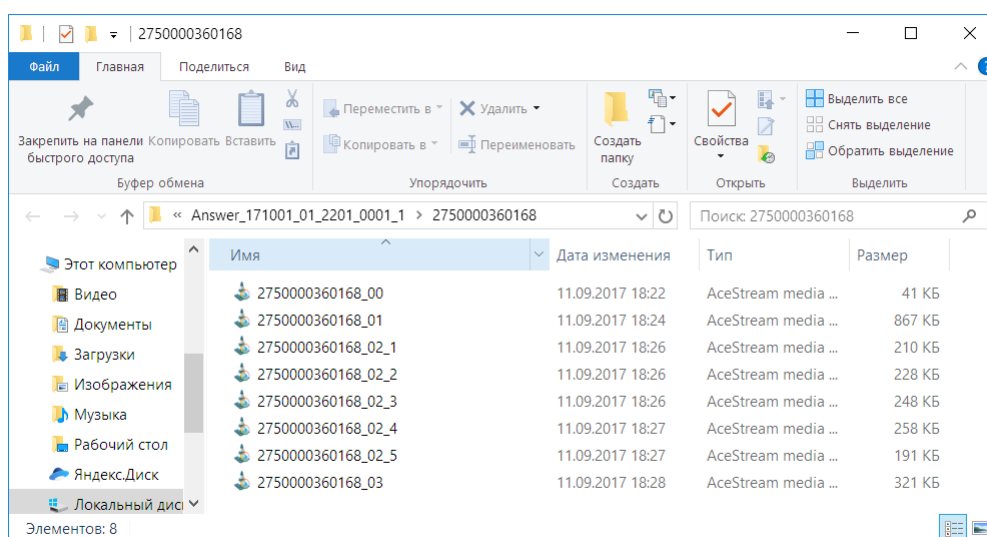 2750000360168
Файл Главная Поделиться Вид
Закрепить на панели быстрого доступа Копировать Вставить
Переместить в Удалить
Копировать в Переименовать
Создать папку
Свойства
Выделить все
Снять выделение
Обратить выделение
Буфер обмена Упорядочить Создать Открыть Выделить
« Answer_171001_01_2201_0001_1 > 2750000360168 Поиск: 2750000360168
Имя Дата изменения Тип Размер
Этот компьютер
Видео
Документы
Загрузки
Изображения
Музыка
Рабочий стол
Яндекс.Диск
Локальный дис
2750000360168_00 11.09.2017 18:22 AceStream media ... 41 КБ
2750000360168_01 11.09.2017 18:24 AceStream media ... 867 КБ
2750000360168_02_1 11.09.2017 18:26 AceStream media ... 210 КБ
2750000360168_02_2 11.09.2017 18:26 AceStream media ... 228 КБ
2750000360168_02_3 11.09.2017 18:26 AceStream media ... 248 КБ
2750000360168_02_4 11.09.2017 18:27 AceStream media ... 258 КБ
2750000360168_02_5 11.09.2017 18:27 AceStream media ... 191 КБ
2750000360168_03 11.09.2017 18:28 AceStream media ... 321 КБ
Элементов: 8